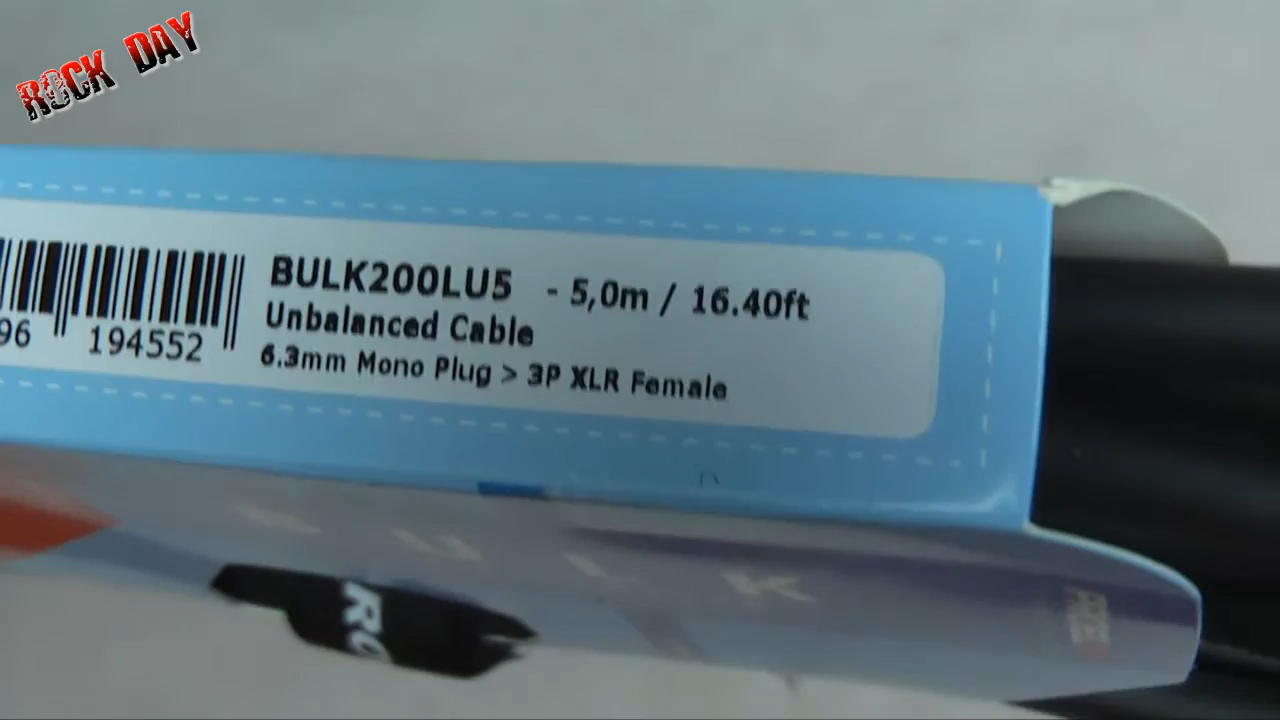 ROCK DAY
BULK200LU5 - 5,0m / 16.40ft
Unbalanced Cable
6.3mm Mono Plug > 3P XLR Female
96 194552
B U L K